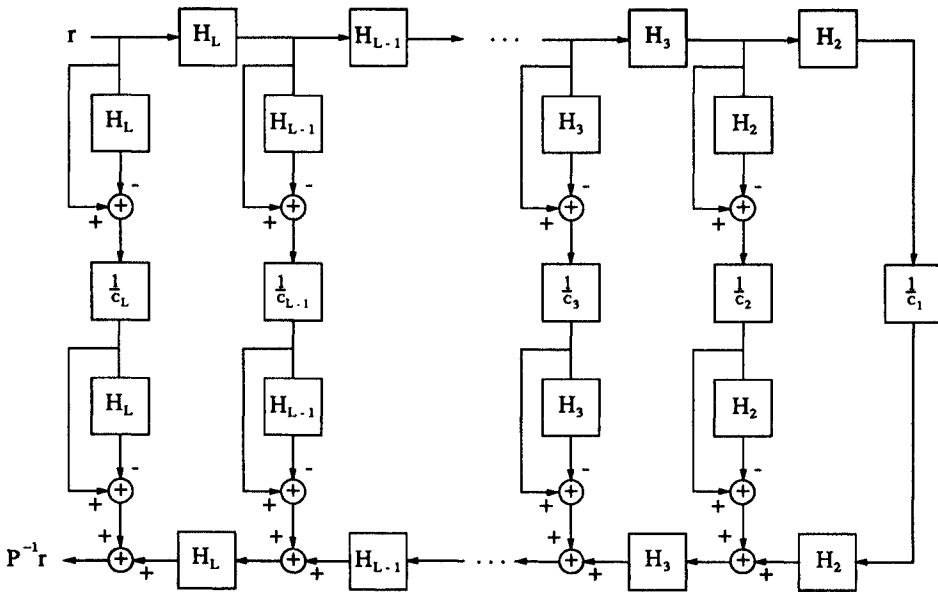 r H_L H_{L-1} ... H_3 H_2
H_L H_{L-1} H_3 H_2
- - - -
+ + + +
+ + + +
1/c_L 1/c_{L-1} 1/c_3 1/c_2 1/c_1
H_L H_{L-1} H_3 H_2
- - - -
+ + + +
+ + + +
+ + + +
P^{-1}r + H_L + H_{L-1} ... + H_3 + H_2
+ + + +